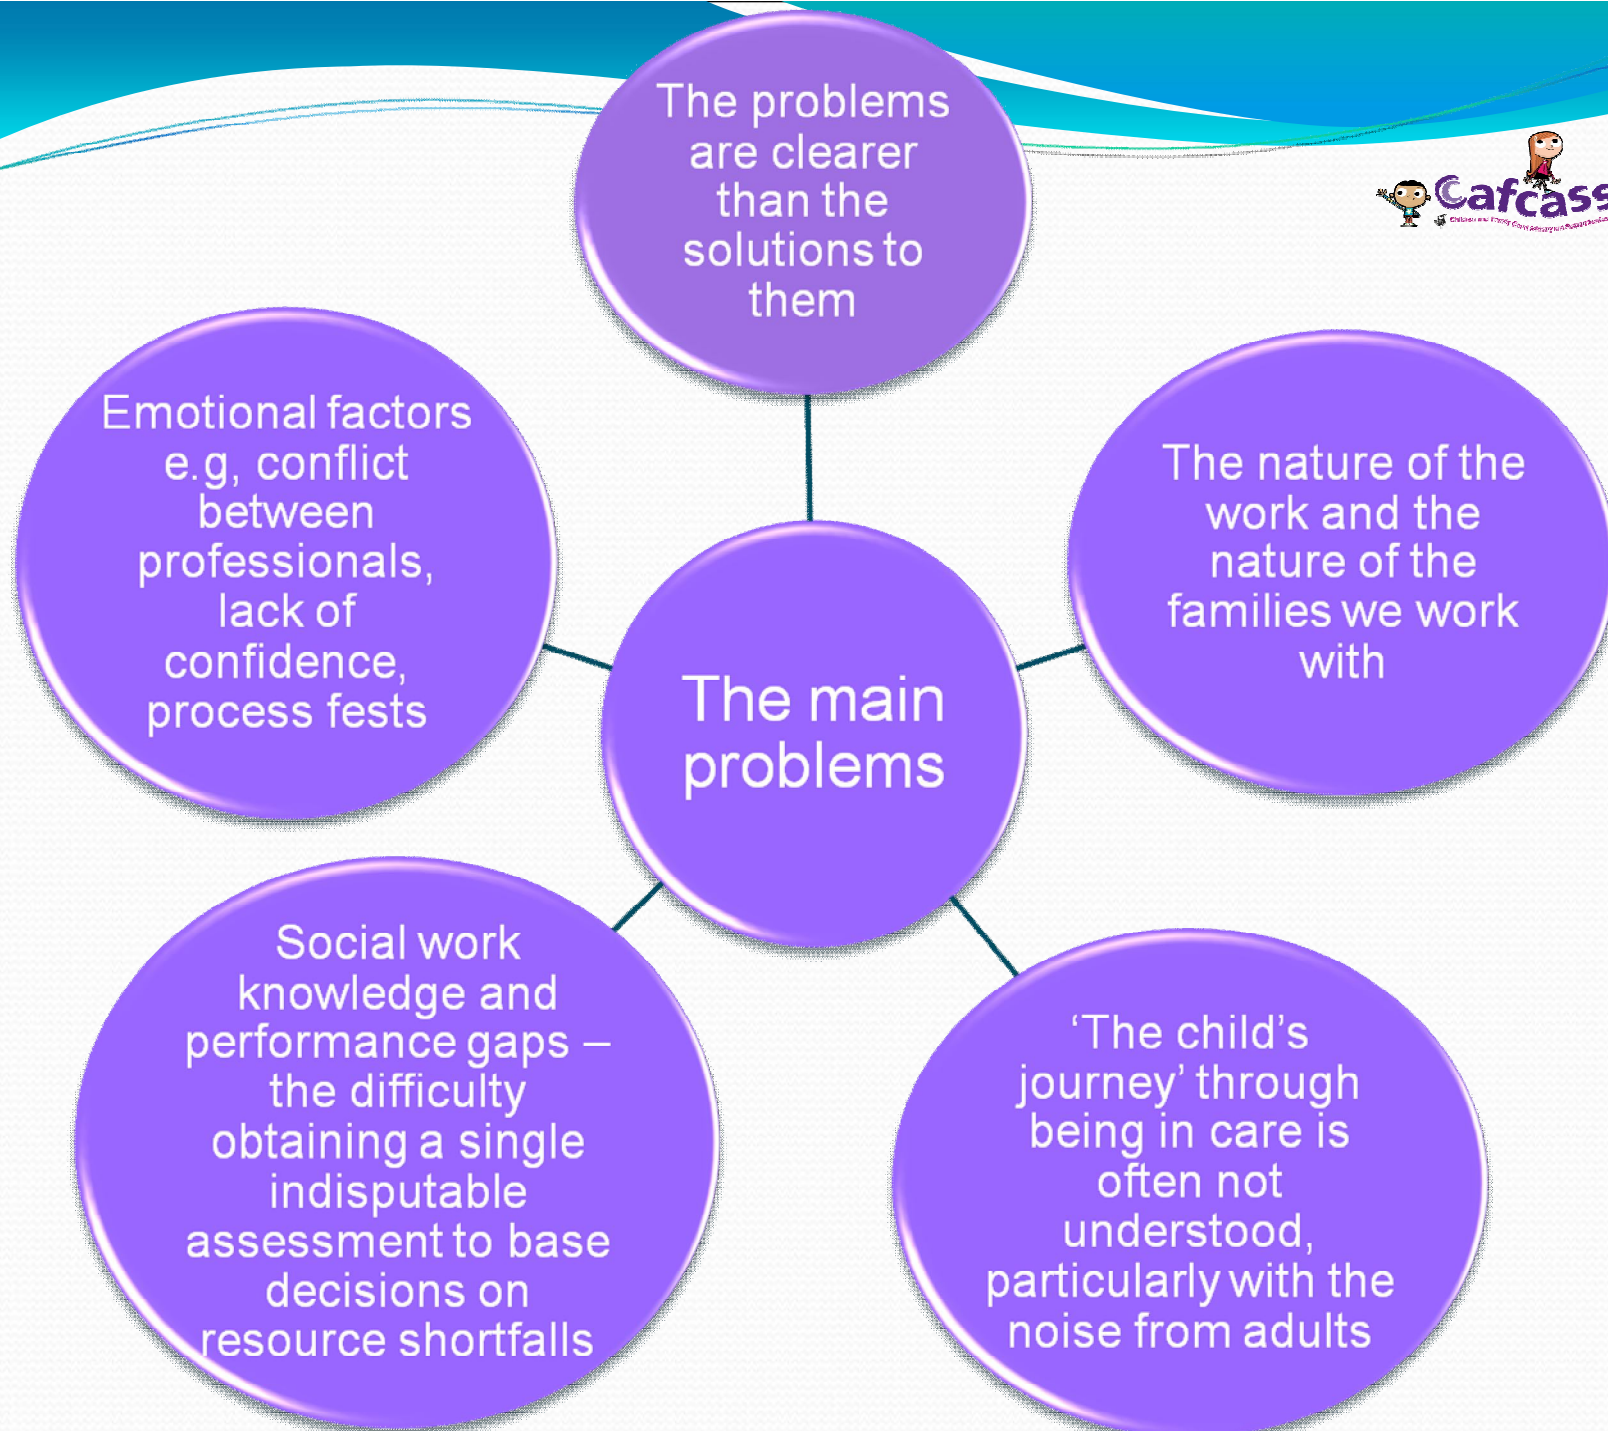 The problems
are clearer
than the
solutions to
them
Cafcass
Emotional factors
e.g, conflict
between
professionals,
lack of
confidence,
process fests
The nature of the
work and the
nature of the
families we work
with
The main
problems
Social work
knowledge and
performance gaps –
the difficulty
obtaining a single
indisputable
assessment to base
decisions on
resource shortfalls
‘The child’s
journey’ through
being in care is
often not
understood,
particularly with the
noise from adults